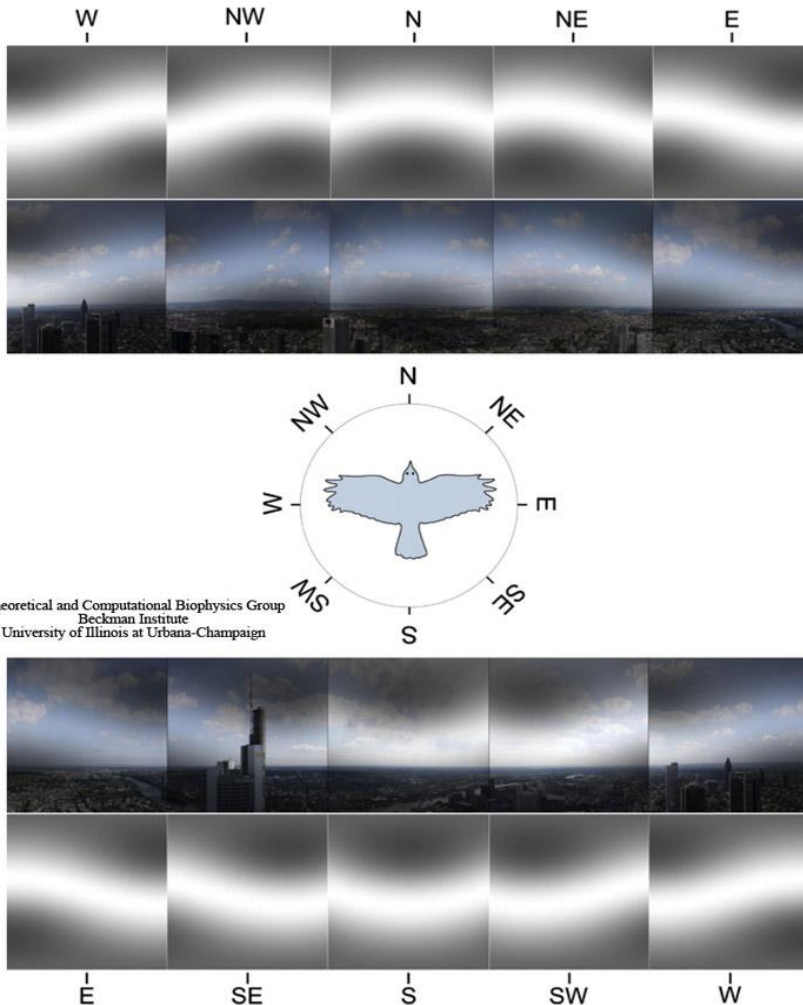 W NW N NE E
N
NW NE
W E
SW SE
S
Beckman Institute
University of Illinois at Urbana-Champaign
and Computational Biophysics Group
E SE S SW W